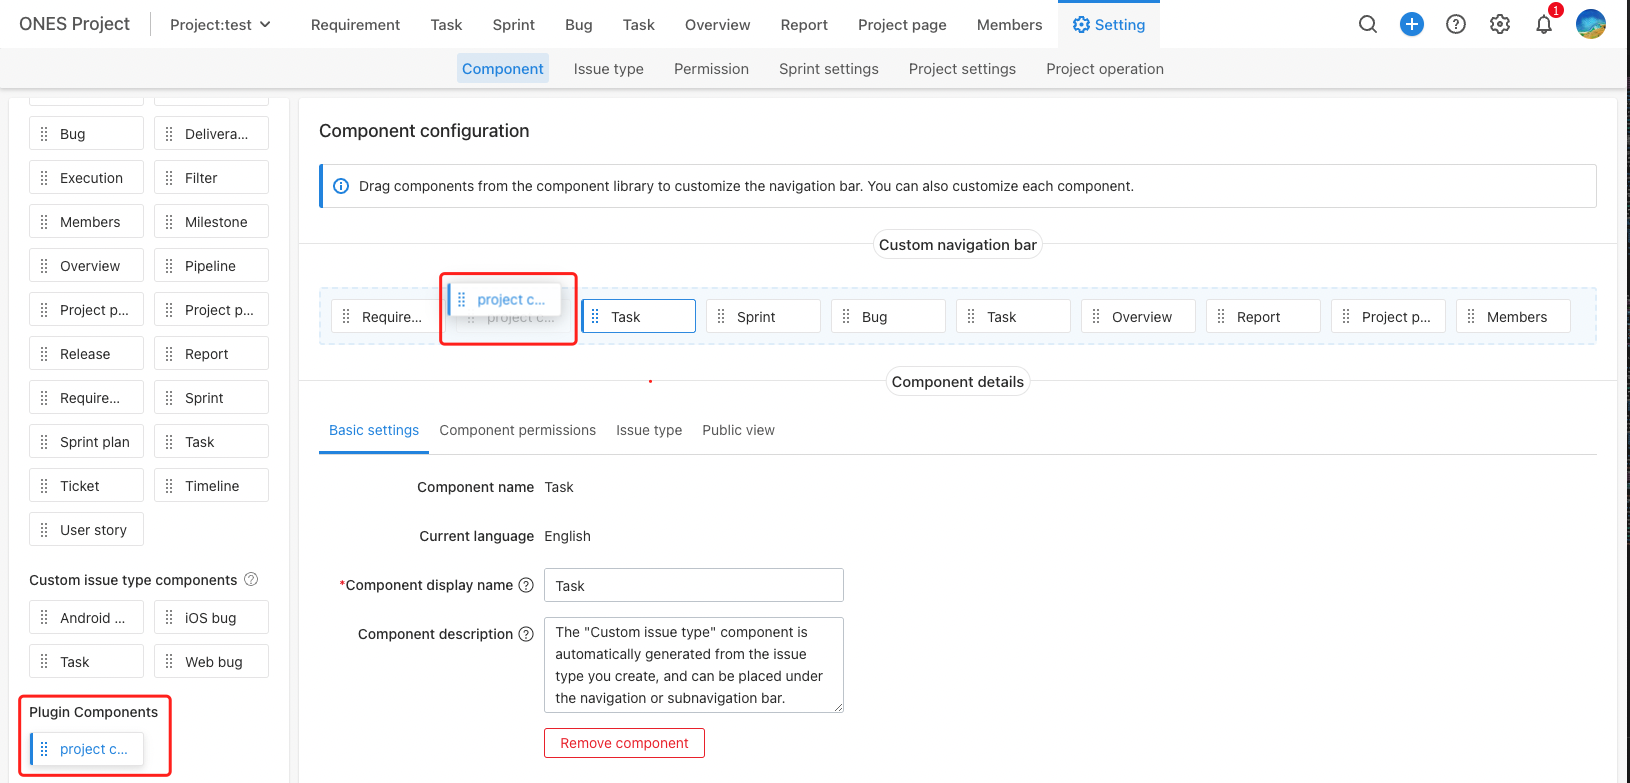 ONES Project
Project:test
Requirement
Task
Sprint
Bug
Task
Overview
Report
Project page
Members
Setting
1
Component
Issue type
Permission
Sprint settings
Project settings
Project operation
Bug
Delivera...
Execution
Filter
Members
Milestone
Overview
Pipeline
Project p...
Project p...
Release
Report
Require...
Sprint
Sprint plan
Task
Ticket
Timeline
User story
Custom issue type components
Android ...
iOS bug
Task
Web bug
Plugin Components
project c...
Component configuration
Drag components from the component library to customize the navigation bar. You can also customize each component.
Custom navigation bar
Require...
project c...
project c...
Task
Sprint
Bug
Task
Overview
Report
Project p...
Members
Component details
Basic settings
Component permissions
Issue type
Public view
Component name
Task
Current language
English
*Component display name
Task
Component description
The "Custom issue type" component is
automatically generated from the issue
type you create, and can be placed under
the navigation or subnavigation bar.
Remove component